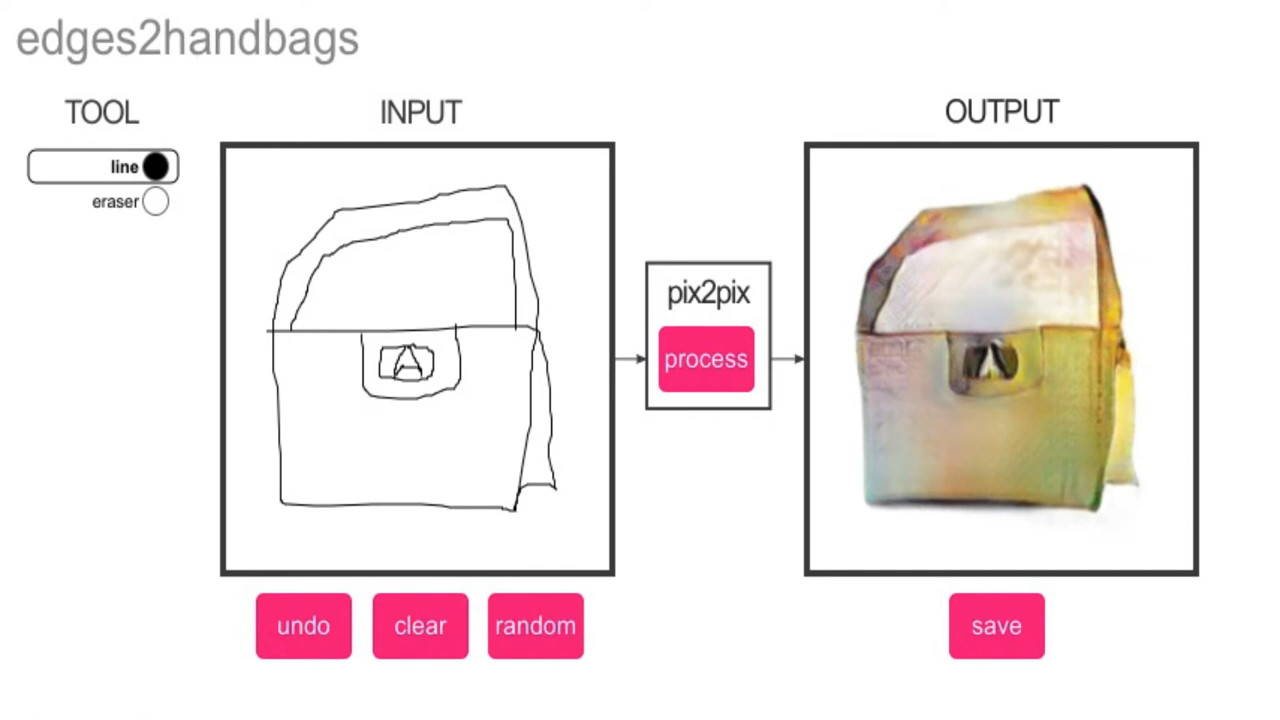 edges2handbags
TOOL
INPUT
OUTPUT
line
eraser
pix2pix
process
undo
clear
random
save